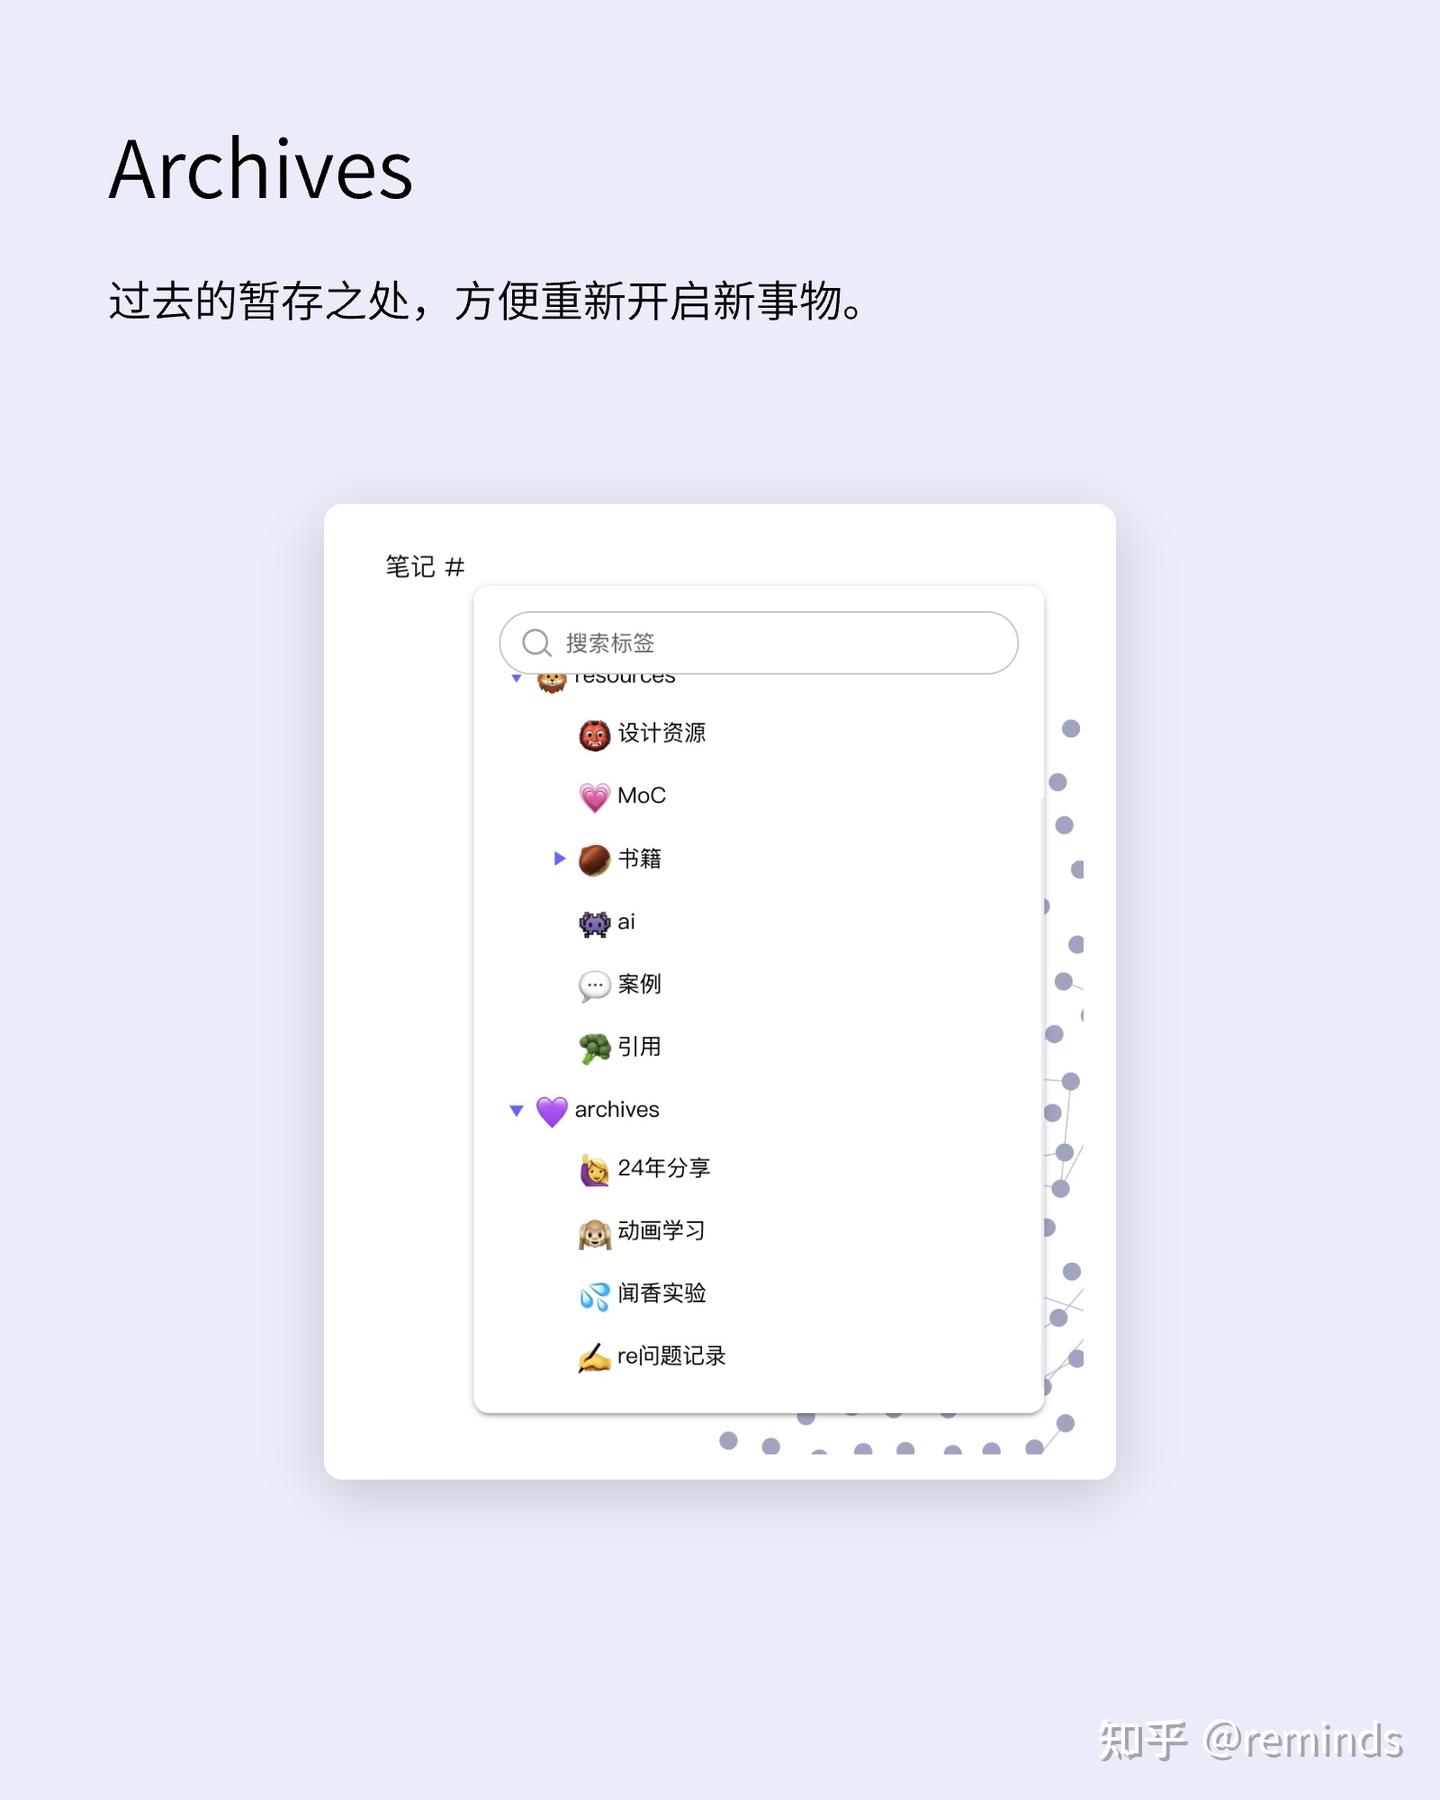 Archives
过去的暂存之处，方便重新开启新事物。
笔记 #
搜索标签
resources
设计资源
MoC
书籍
ai
案例
引用
archives
24年分享
动画学习
闻香实验
re问题记录
知乎 @reminds